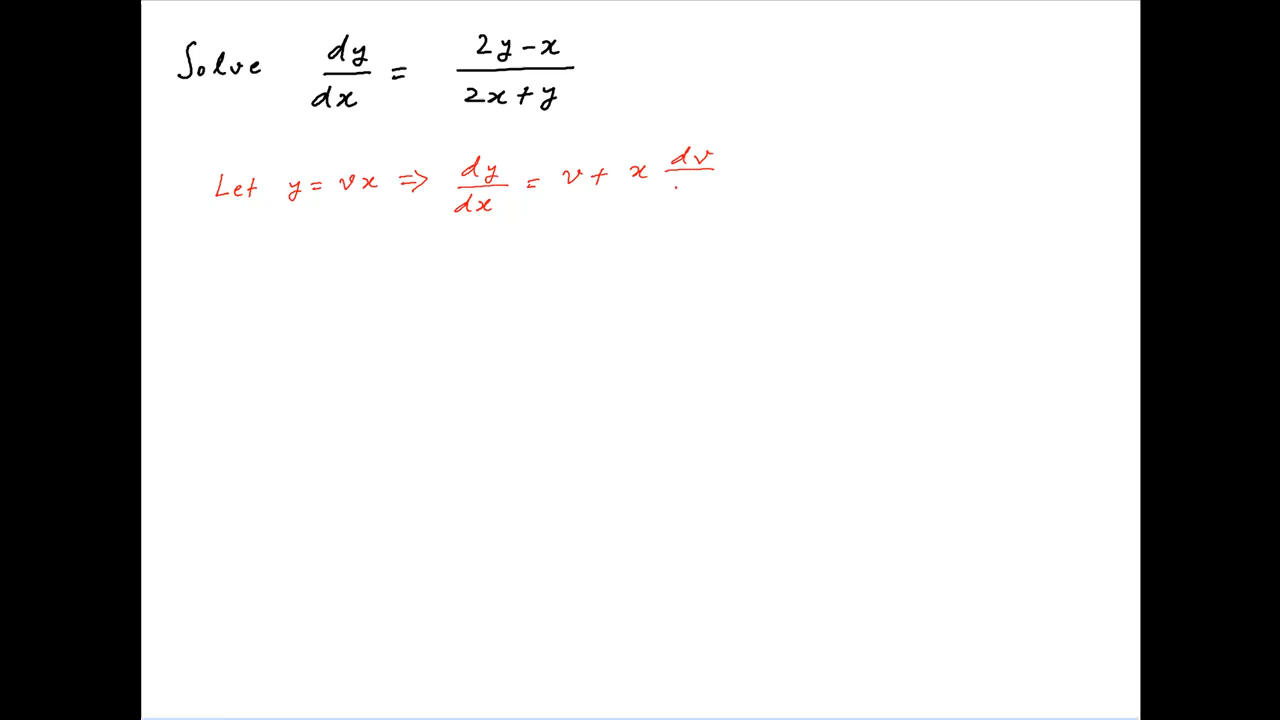 Solve dy/dx = (2y-x)/(2x+y)
Let y = vx ⇒ dy/dx = v + x dv/